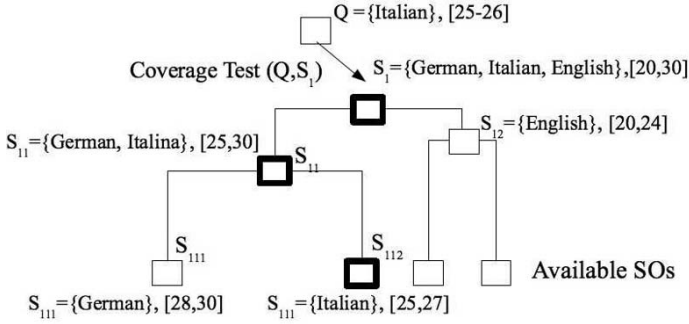 Q ={Italian}, [25-26]
Coverage Test (Q,S₁)
S₁={German, Italian, English},[20,30]
S₁₂={English}, [20,24]
S₁₁={German, Italina}, [25,30]
S₁₁
S₁₁₁
S₁₁₂
Available SOs
S₁₁₁={German}, [28,30]
S₁₁₁={Italian}, [25,27]